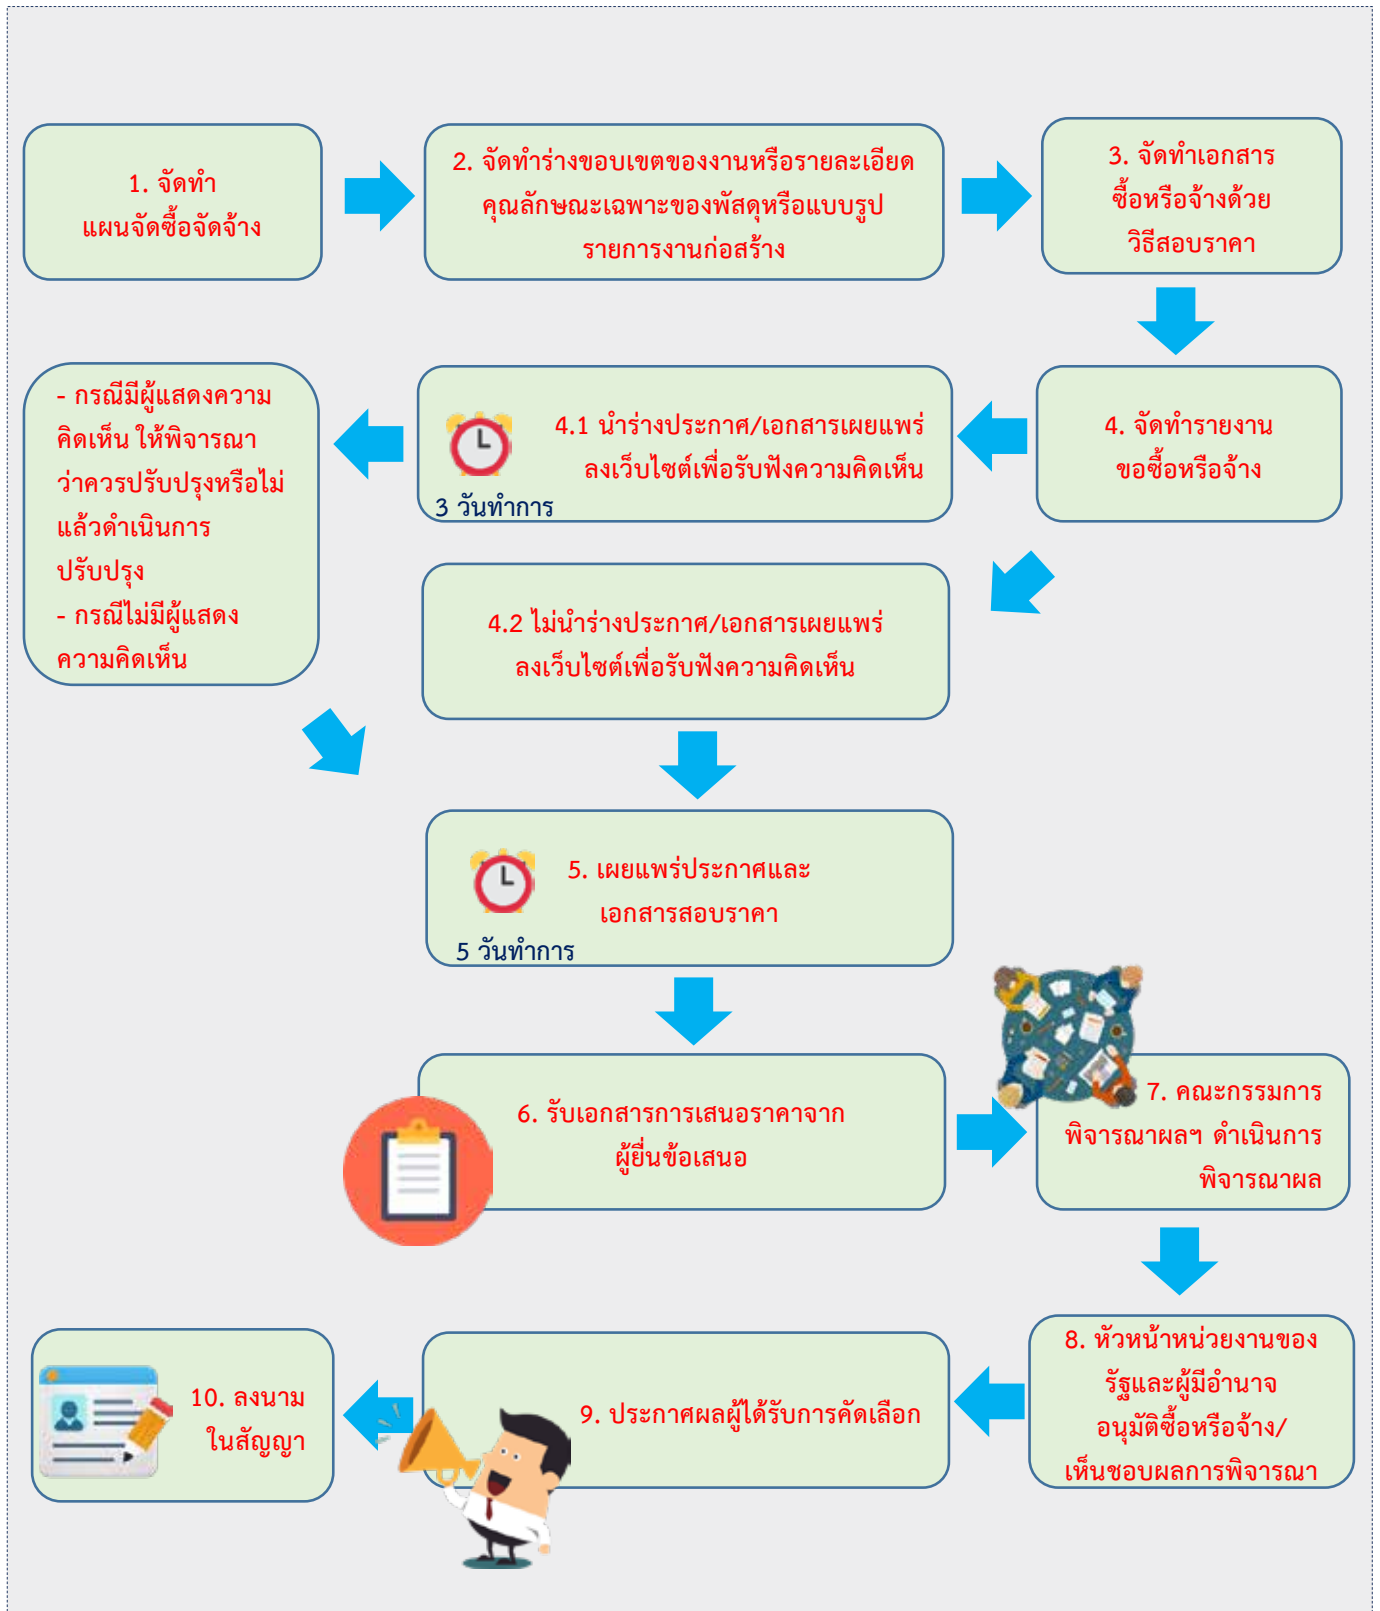 1. จัดทำ
แผนจัดซื้อจัดจ้าง
2. จัดทำร่างขอบเขตของงานหรือรายละเอียด
คุณลักษณะเฉพาะของพัสดุหรือแบบรูป
รายการงานก่อสร้าง
3. จัดทำเอกสาร
ซื้อหรือจ้างด้วย
วิธีสอบราคา
4. จัดทำรายงาน
ขอซื้อหรือจ้าง
4.1 นำร่างประกาศ/เอกสารเผยแพร่
ลงเว็บไซต์เพื่อรับฟังความคิดเห็น
3 วันทำการ
- กรณีมีผู้แสดงความ
คิดเห็น ให้พิจารณา
ว่าควรปรับปรุงหรือไม่
แล้วดำเนินการ
ปรับปรุง
- กรณีไม่มีผู้แสดง
ความคิดเห็น
4.2 ไม่นำร่างประกาศ/เอกสารเผยแพร่
ลงเว็บไซต์เพื่อรับฟังความคิดเห็น
5. เผยแพร่ประกาศและ
เอกสารสอบราคา
5 วันทำการ
6. รับเอกสารการเสนอราคาจาก
ผู้ยื่นข้อเสนอ
7. คณะกรรมการ
พิจารณาผลฯ ดำเนินการ
พิจารณาผล
8. หัวหน้าหน่วยงานของ
รัฐและผู้มีอำนาจ
อนุมัติซื้อหรือจ้าง/
เห็นชอบผลการพิจารณา
9. ประกาศผลผู้ได้รับการคัดเลือก
10. ลงนาม
ในสัญญา